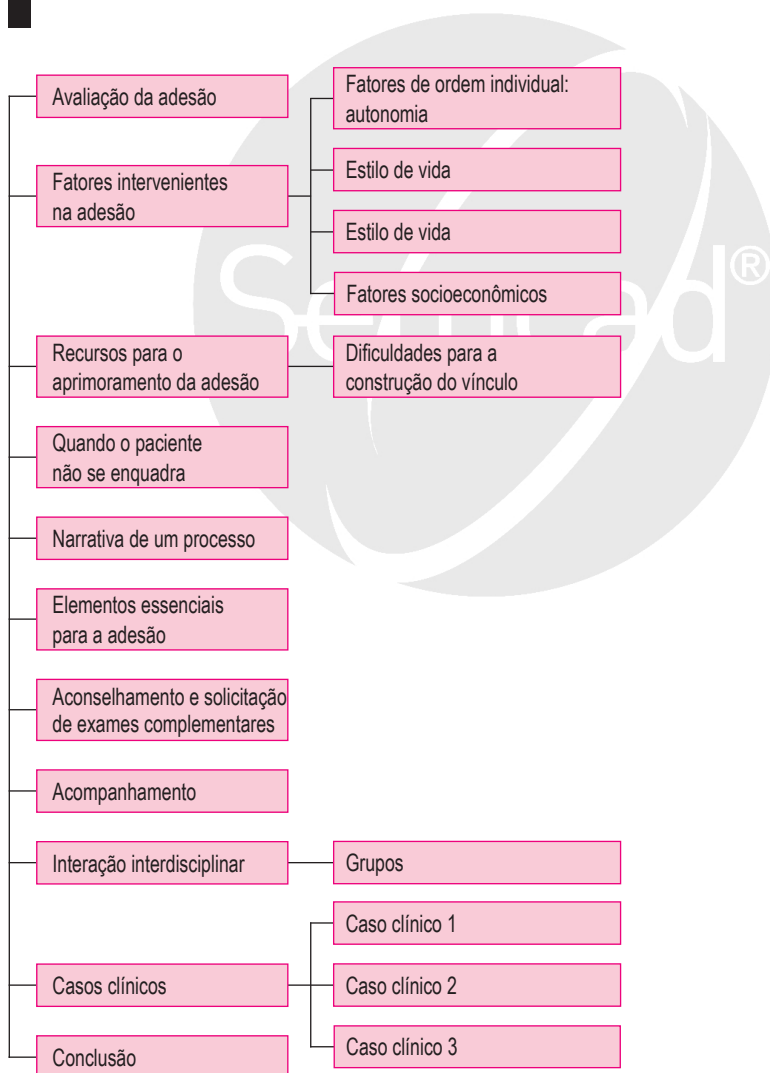 Avaliação da adesão
Fatores intervenientes
na adesão
Fatores de ordem individual:
autonomia
Estilo de vida
Estilo de vida
Fatores socioeconômicos
Recursos para o
aprimoramento da adesão
Dificuldades para a
construção do vínculo
Quando o paciente
não se enquadra
Narrativa de um processo
Elementos essenciais
para a adesão
Aconselhamento e solicitação
de exames complementares
Acompanhamento
Interação interdisciplinar
Grupos
Casos clínicos
Caso clínico 1
Caso clínico 2
Caso clínico 3
Conclusão